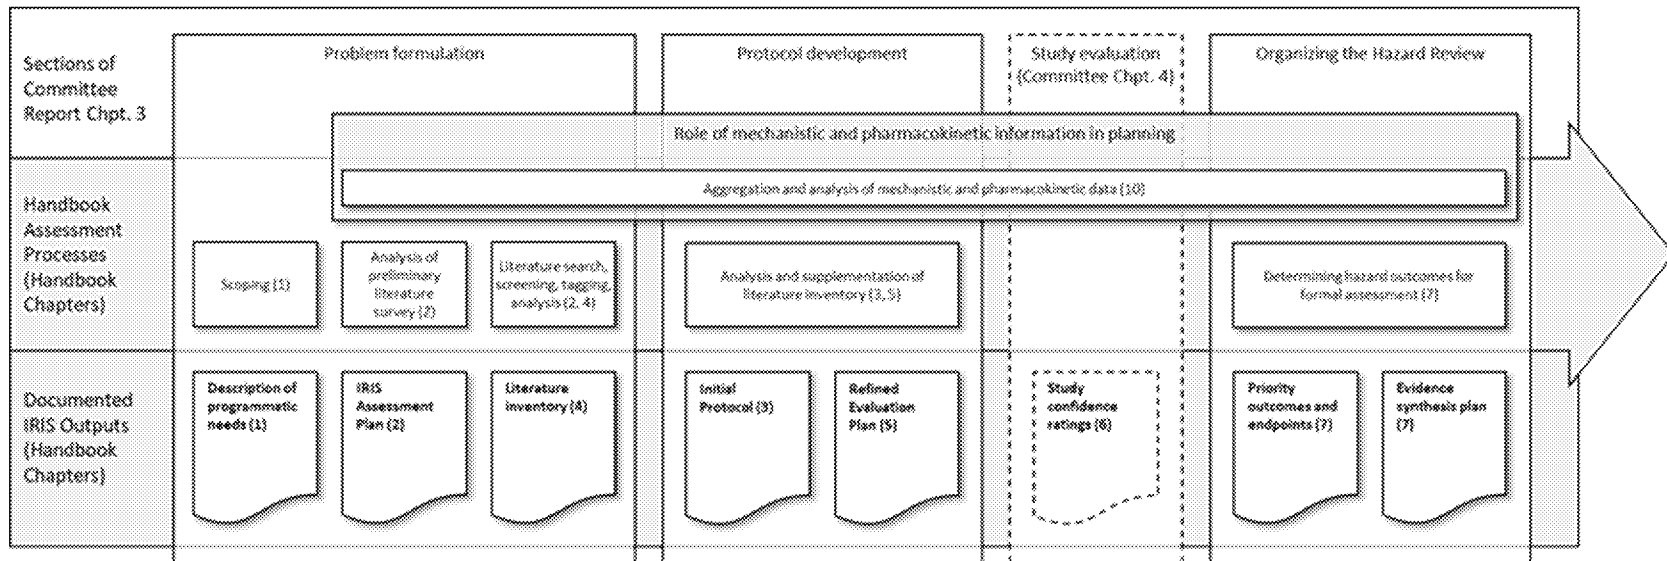 Sections of
Committee
Report Chpt. 3
Problem formulation
Protocol development
Study evaluation
(Committee Chpt. 4)
Organizing the Hazard Review
Role of mechanistic and pharmacokinetic information in planning
Aggregation and analysis of mechanistic and pharmacokinetic data (10)
Handbook
Assessment
Processes
(Handbook
Chapters)
Scoping (1)
Analysis of
preliminary
literature
survey (2)
Literature search,
screening, tagging,
analysis (2, 4)
Analysis and supplementation of
literature inventory (3, 5)
Determining hazard outcomes for
formal assessment (7)
Documented
IRIS Outputs
(Handbook
Chapters)
Description of
programmatic
needs (1)
IRIS
Assessment
Plan (2)
Literature
inventory (4)
Initial
Protocol (3)
Refined
Evaluation
Plan (5)
Study
confidence
ratings (6)
Priority
outcomes and
endpoints (7)
Evidence
synthesis plan
(7)